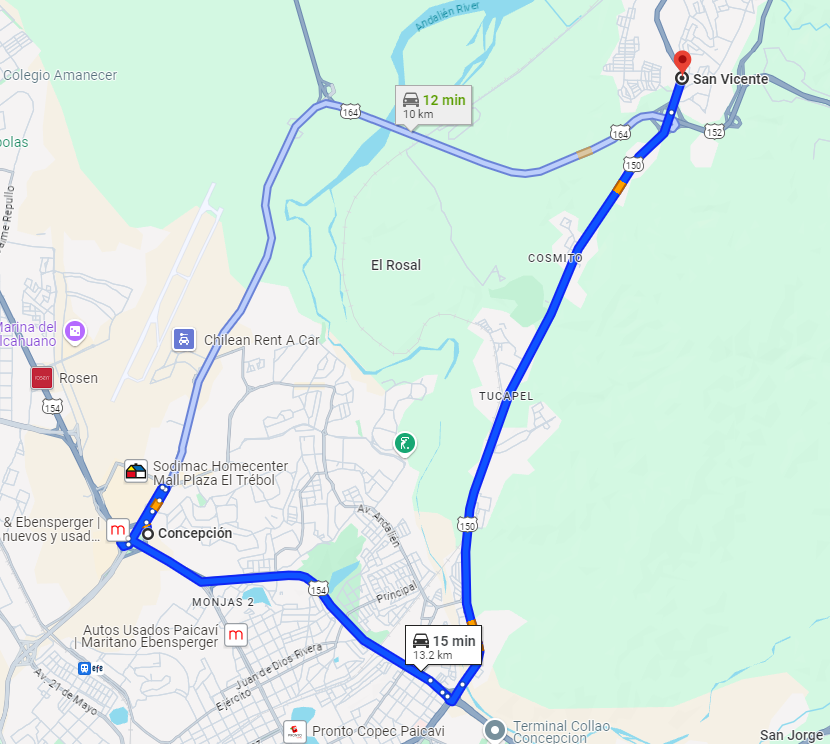 Andalién River
Colegio Amanecer
12 min
10 km
San Vicente
164
164
152
150
olas
aime Repullo
COSMITO
El Rosal
Marina del
lcahuano
Chilean Rent A Car
ROSEN
Rosen
154
TUCAPEL
Sodimac Homecenter
Mall Plaza El Trébol
& Ebensperger |
nuevos y usad...
m
Concepción
150
Av. Andalién
154
Principal
MONJAS 2
Autos Usados Paicaví
| Maritano Ebensperger
m
15 min
13.2 km
Juan de Dios Rivera
efe
Ejército
Av. 21 de Mayo
Pronto Copec Paicavi
Terminal Collao
Concepcion
San Jorge